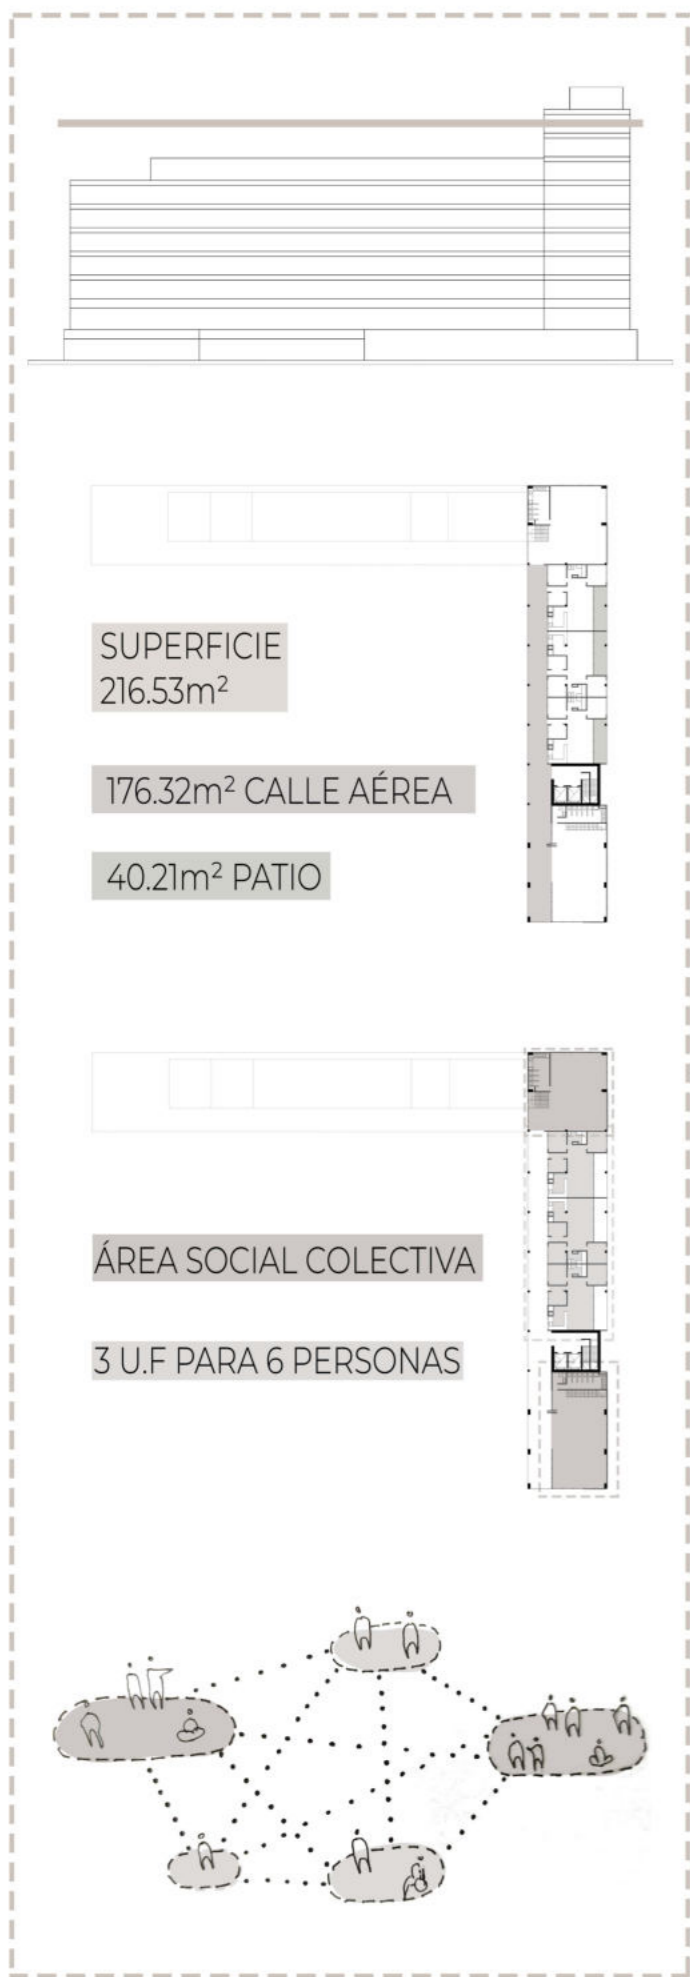 SUPERFICIE
216.53m²
176.32m² CALLE AÉREA
40.21m² PATIO
ÁREA SOCIAL COLECTIVA
3 U.F PARA 6 PERSONAS